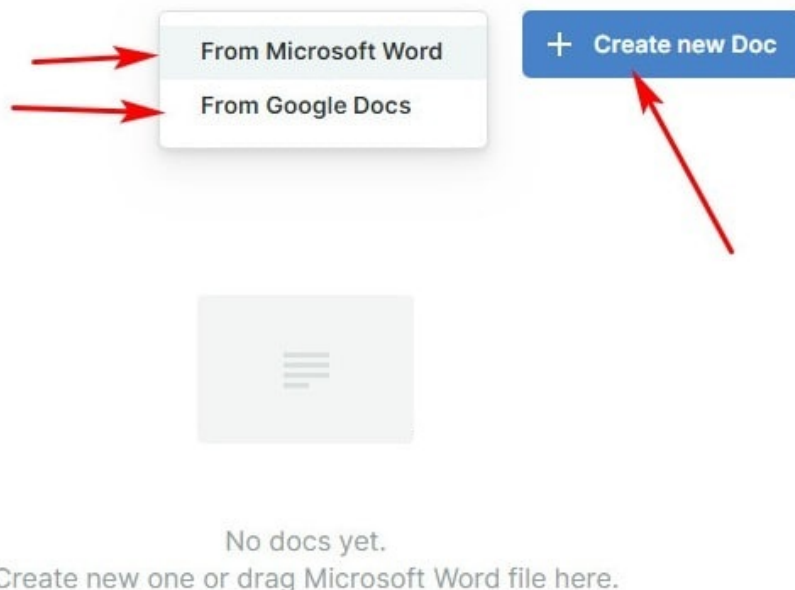 From Microsoft Word
From Google Docs
+ Create new Doc
No docs yet.
Create new one or drag Microsoft Word file here.